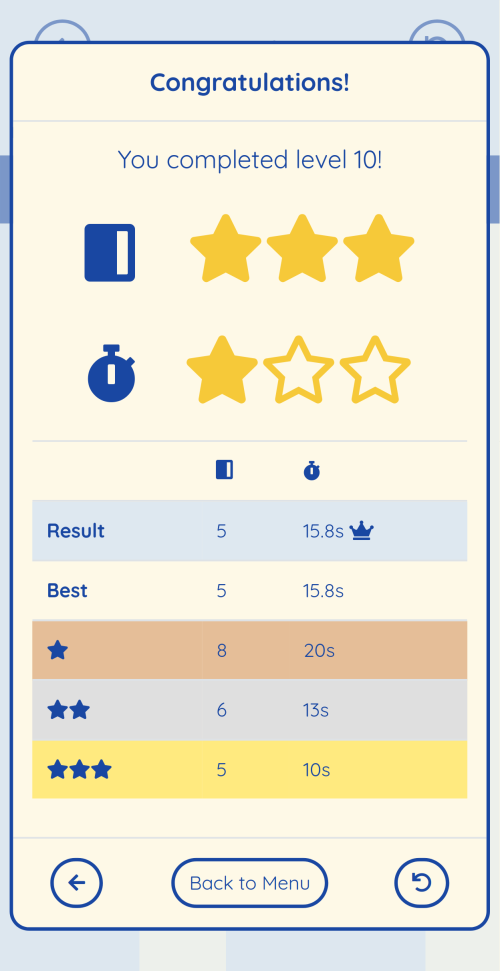 Congratulations!
You completed level 10!
Result 5 15.8s
Best 5 15.8s
8 20s
6 13s
5 10s
Back to Menu